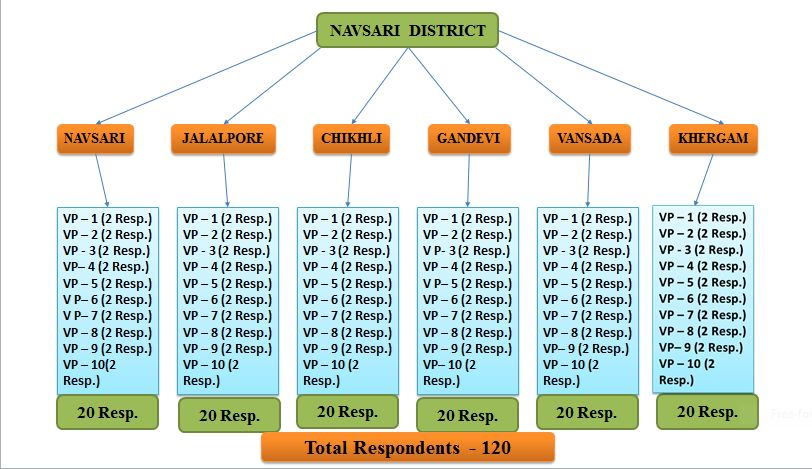 NAVSARI DISTRICT
NAVSARI
JALALPORE
CHIKHLI
GANDEVI
VANSADA
KHERGAM
VP – 1 (2 Resp.)
VP – 2 (2 Resp.)
VP - 3 (2 Resp.)
VP– 4 (2 Resp.)
VP – 5 (2 Resp.)
V P– 6 (2 Resp.)
V P– 7 (2 Resp.)
VP – 8 (2 Resp.)
VP – 9 (2 Resp.)
VP – 10(2
Resp.)
20 Resp.
VP – 1 (2 Resp.)
VP – 2 (2 Resp.)
VP - 3 (2 Resp.)
VP – 4 (2 Resp.)
VP – 5 (2 Resp.)
VP – 6 (2 Resp.)
VP – 7 (2 Resp.)
VP – 8 (2 Resp.)
VP – 9 (2 Resp.)
VP – 10 (2
Resp.)
20 Resp.
VP – 1 (2 Resp.)
VP – 2 (2 Resp.)
VP - 3 (2 Resp.)
VP – 4 (2 Resp.)
VP – 5 (2 Resp.)
VP – 6 (2 Resp.)
VP – 7 (2 Resp.)
VP – 8 (2 Resp.)
VP – 9 (2 Resp.)
VP – 10 (2
Resp.)
20 Resp.
VP – 1 (2 Resp.)
VP – 2 (2 Resp.)
V P- 3 (2 Resp.)
VP – 4 (2 Resp.)
V P– 5 (2 Resp.)
VP – 6 (2 Resp.)
VP – 7 (2 Resp.)
VP – 8 (2 Resp.)
VP – 9 (2 Resp.)
VP– 10 (2
Resp.)
20 Resp.
VP – 1 (2 Resp.)
VP – 2 (2 Resp.)
VP - 3 (2 Resp.)
VP – 4 (2 Resp.)
VP – 5 (2 Resp.)
VP – 6 (2 Resp.)
VP – 7 (2 Resp.)
VP – 8 (2 Resp.)
VP– 9 (2 Resp.)
VP – 10 (2
Resp.)
20 Resp.
VP – 1 (2 Resp.)
VP – 2 (2 Resp.)
VP - 3 (2 Resp.)
VP – 4 (2 Resp.)
VP – 5 (2 Resp.)
VP – 6 (2 Resp.)
VP – 7 (2 Resp.)
VP – 8 (2 Resp.)
VP– 9 (2 Resp.)
VP – 10 (2
Resp.)
20 Resp.
Total Respondents - 120